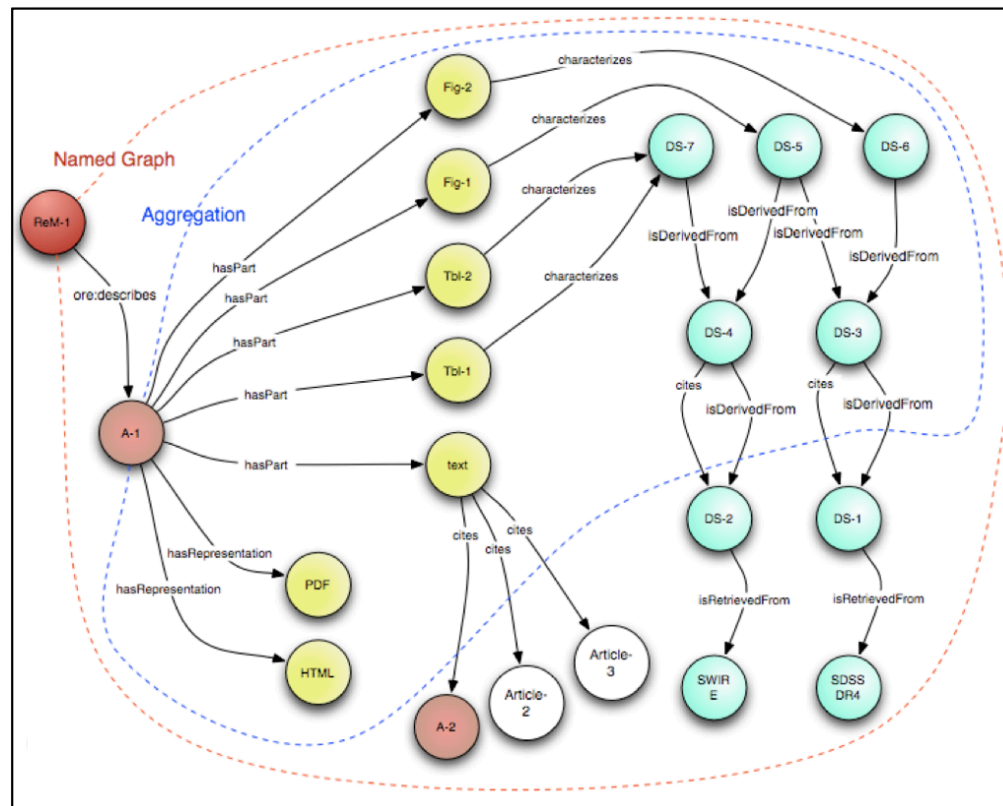 characterizes
Fig-2
characterizes
DS-7
DS-5
DS-6
Named Graph
Fig-1
characterizes
ReM-1
Aggregation
isDerivedFrom
isDerivedFrom
isDerivedFrom
isDerivedFrom
hasPart
Tbl-2
characterizes
ore:describes
hasPart
DS-4
DS-3
hasPart
Tbl-1
cites
cites
hasPart
isDerivedFrom
isDerivedFrom
A-1
hasPart
text
DS-2
DS-1
cites
cites
cites
hasRepresentation
PDF
hasRepresentation
isRetrievedFrom
isRetrievedFrom
HTML
Article-
3
SWIR
E
SDSS
DR4
Article-
2
A-2